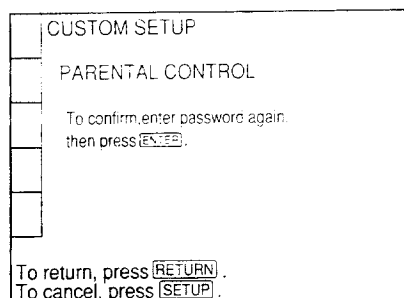 CUSTOM SETUP
PARENTAL CONTROL
To confirm, enter password again,
then press ENTER.
To return, press RETURN.
To cancel, press SETUP.